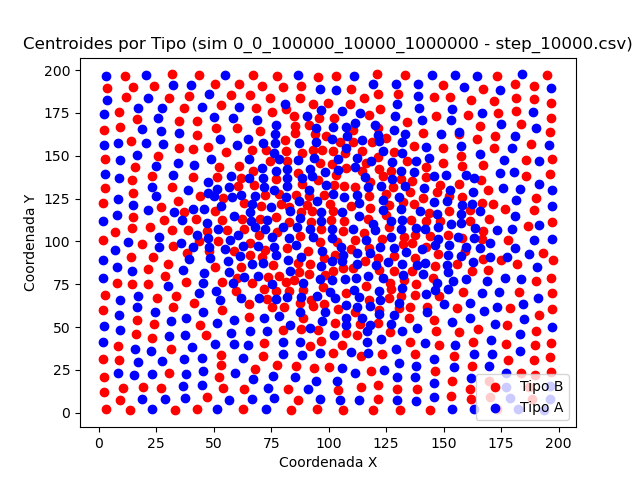 Centroides por Tipo (sim 0_0_100000_10000_1000000 - step_10000.csv)
200
175
150
125
100
75
50
25
0
Coordenada Y
0 25 50 75 100 125 150 175 200
Coordenada X
Tipo B
Tipo A